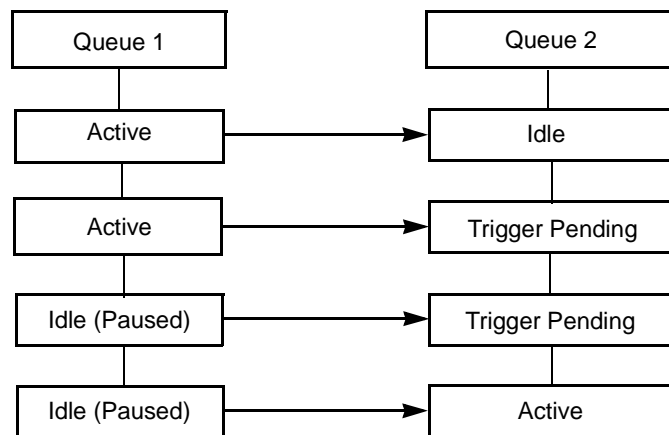 Queue 1
Queue 2
Active
Idle
Active
Trigger Pending
Idle (Paused)
Trigger Pending
Idle (Paused)
Active